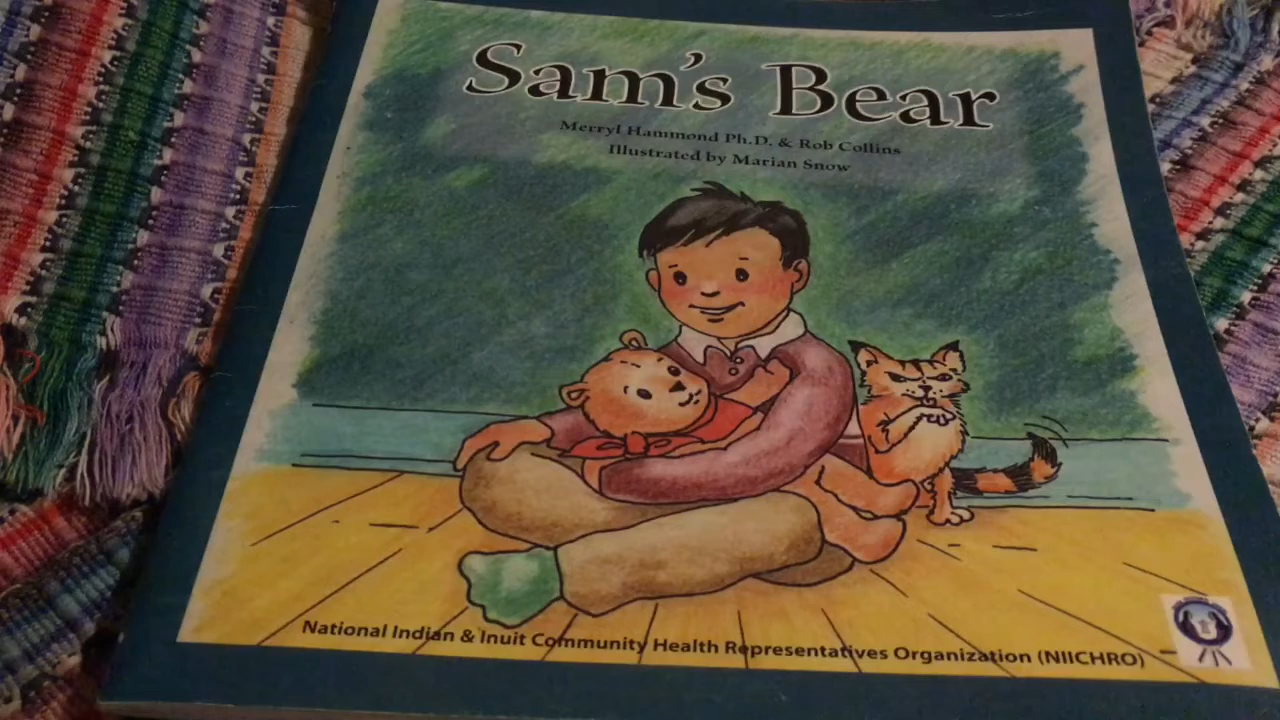 Sam's Bear
Merryl Hammond Ph.D. & Rob Collins
Illustrated by Marian Snow
National Indian & Inuit Community Health Representatives Organization (NIICHRO)